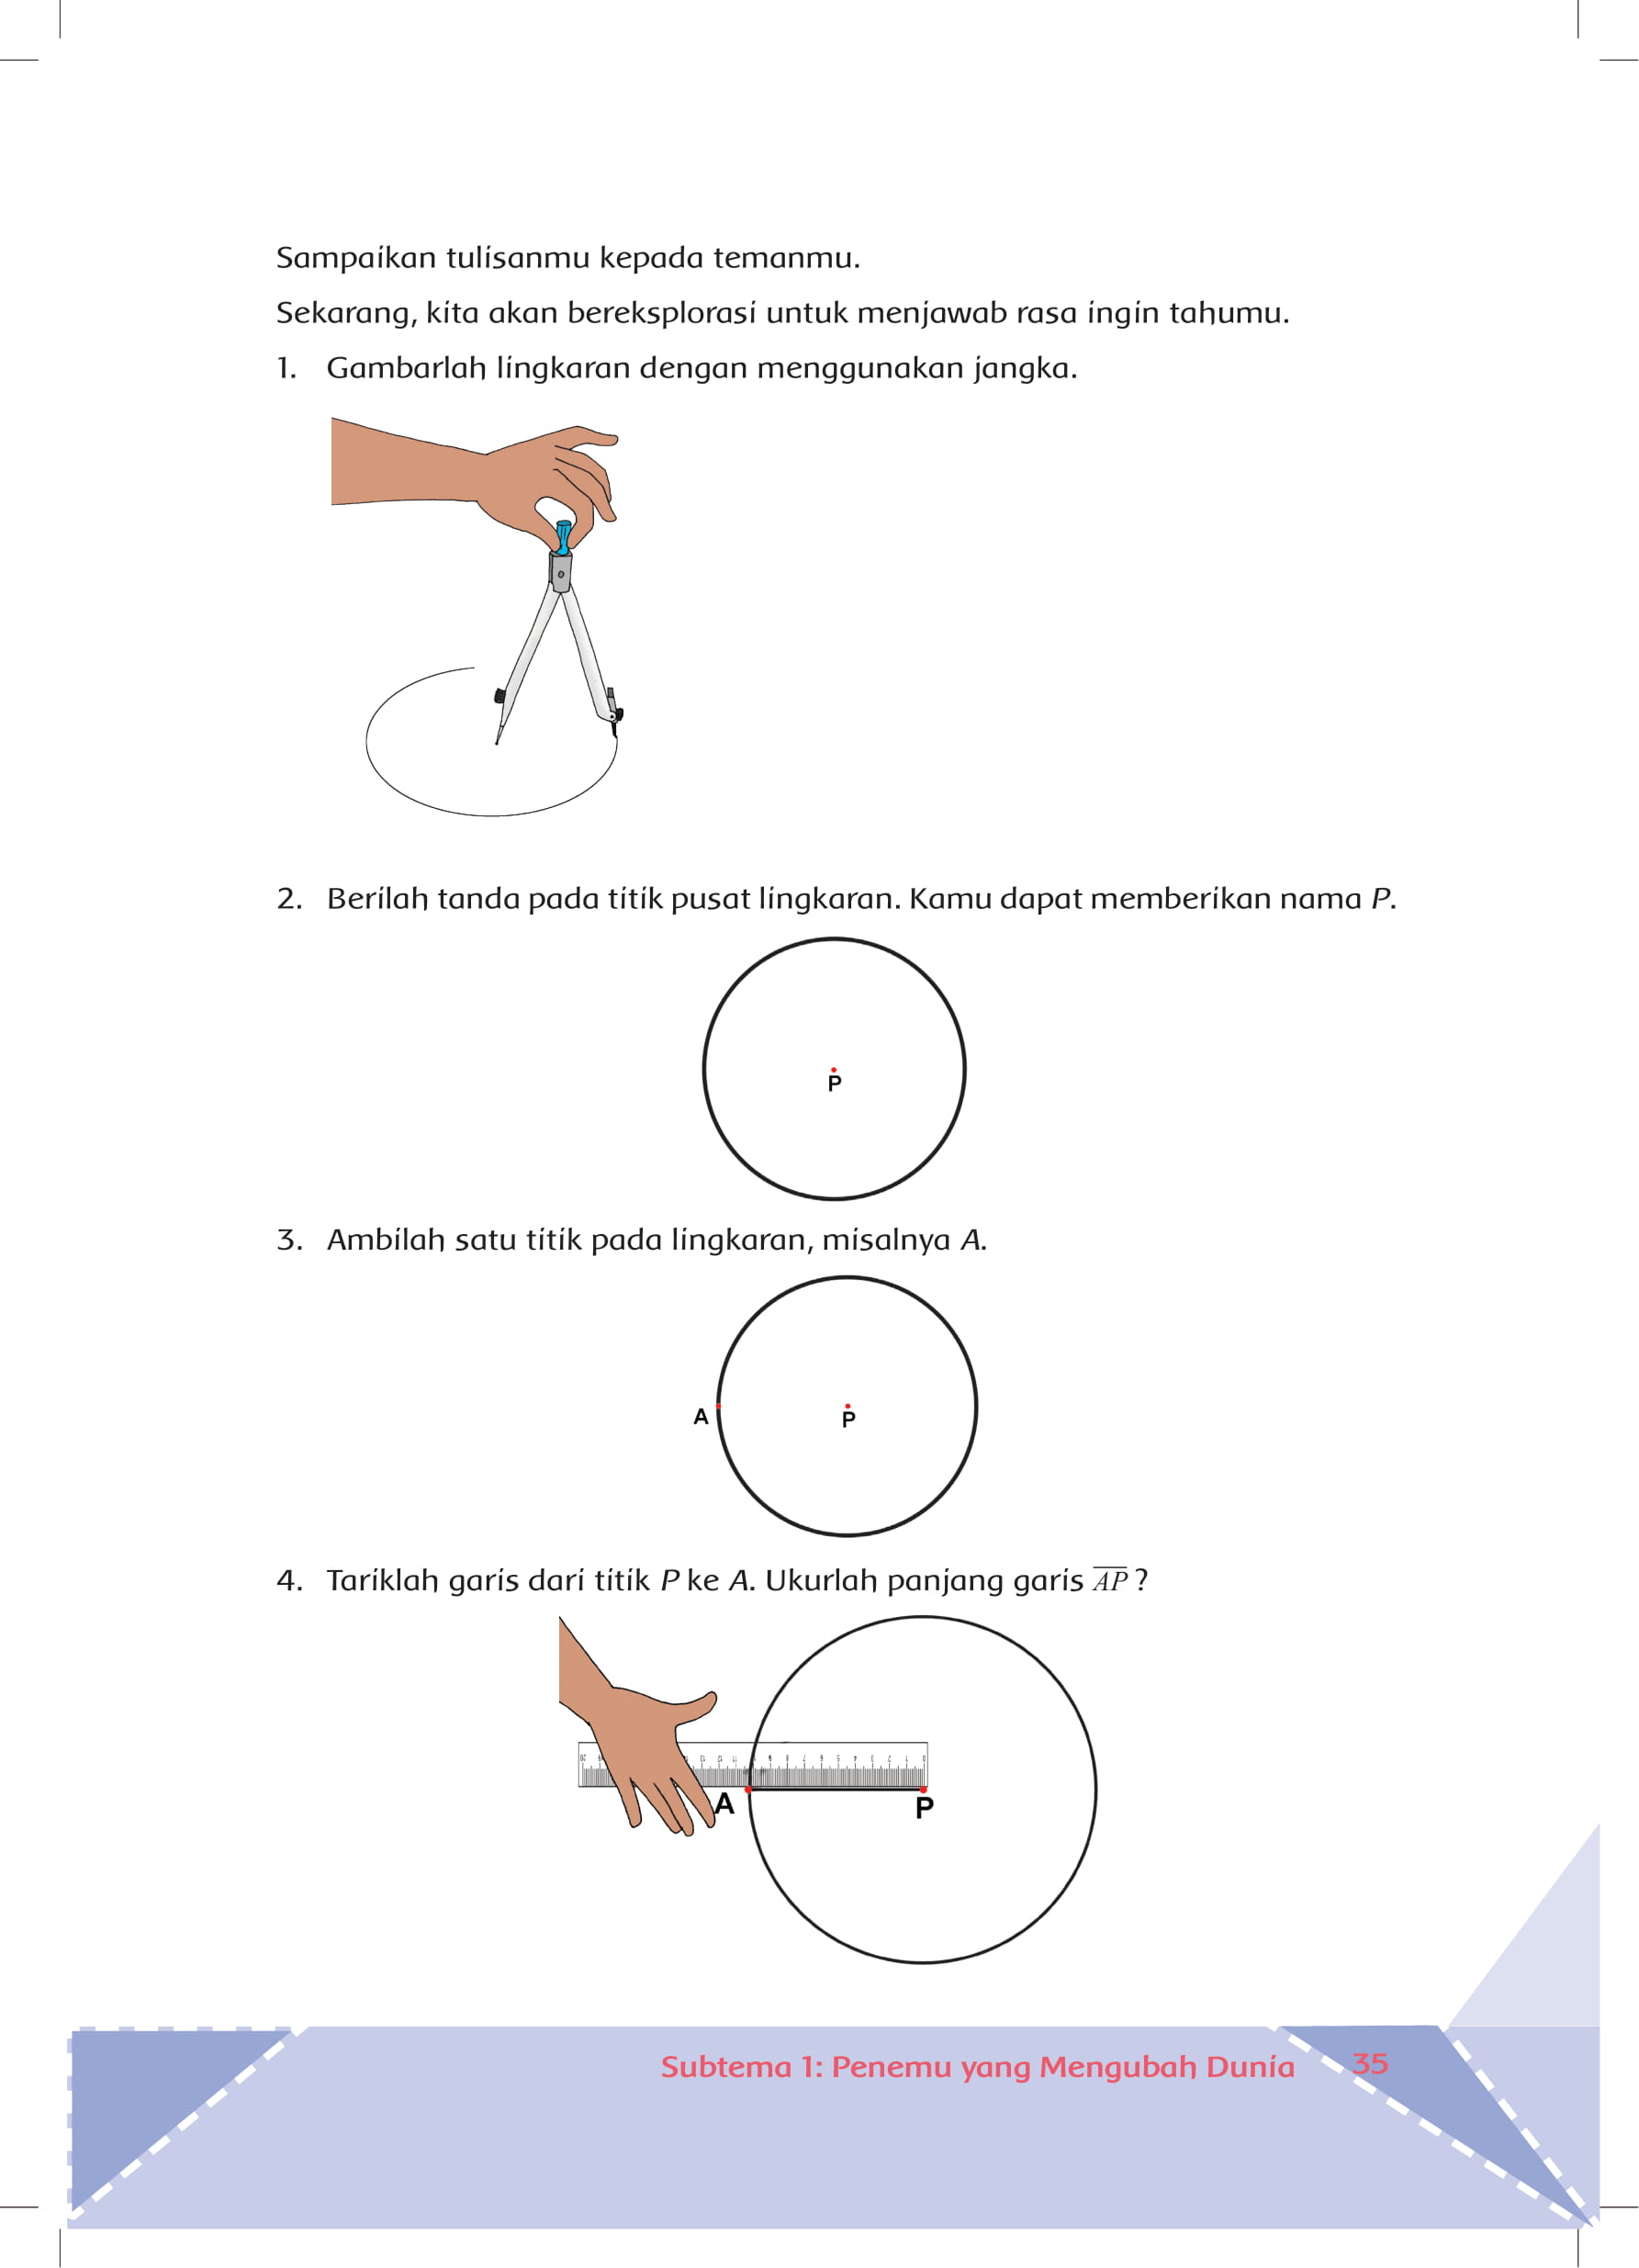 Sampaikan tulisanmu kepada temanmu.
Sekarang, kita akan bereksplorasi untuk menjawab rasa ingin tahumu.
1. Gambarlah lingkaran dengan menggunakan jangka.
2. Berilah tanda pada titik pusat lingkaran. Kamu dapat memberikan nama P.
P
3. Ambilah satu titik pada lingkaran, misalnya A.
A P
4. Tariklah garis dari titik P ke A. Ukurlah panjang garis AP ?
A P
Subtema 1: Penemu yang Mengubah Dunia 35